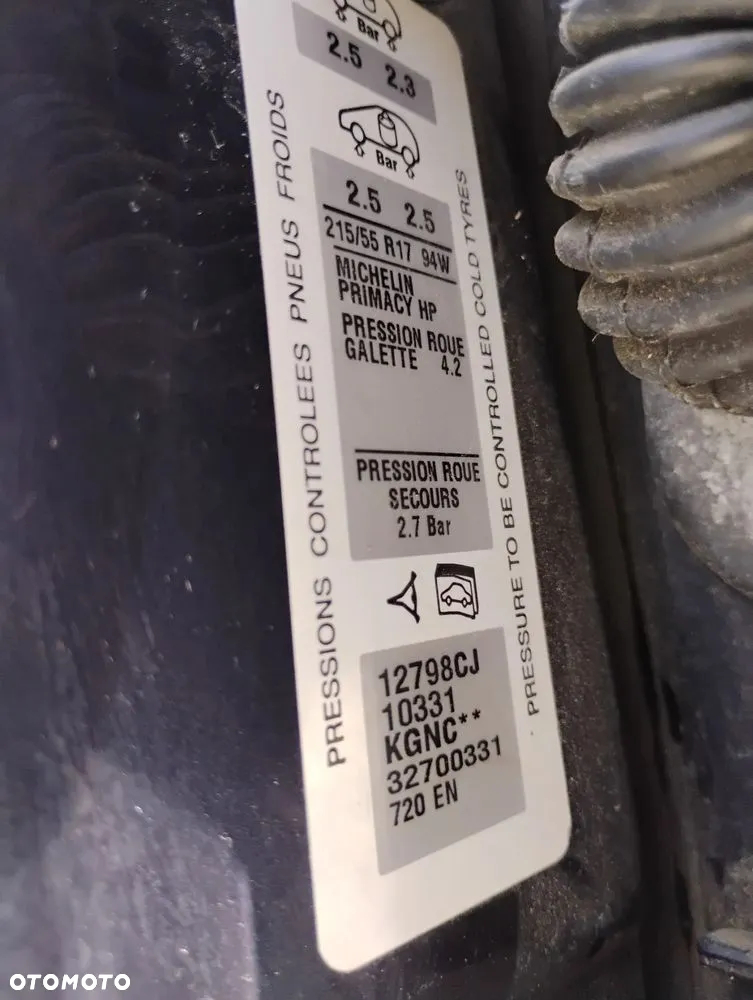 Bar
2.5 2.3
Bar
2.5 2.5
215/55 R17 94W
MICHELIN
PRIMACY HP
PRESSION ROUE
GALETTE 4.2
PRESSION ROUE
SECOURS
2.7 Bar
12798CJ
10331
KGNC**
32700331
720 EN
PRESSIONS CONTROLEES PNEUS FROIDS
PRESSURE TO BE CONTROLLED COLD TYRES
OTOMOTO